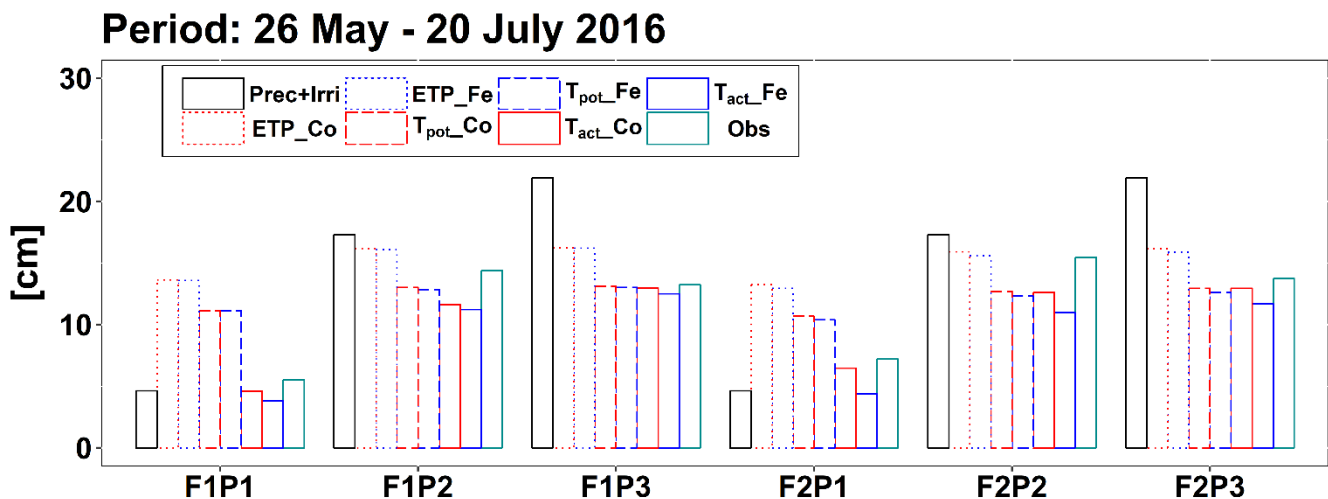 Period: 26 May - 20 July 2016
30
20
10
0
[cm]
Prec+Irri ETP_Fe Tpot_Fe Tact_Fe
ETP_Co Tpot_Co Tact_Co Obs
F1P1 F1P2 F1P3 F2P1 F2P2 F2P3